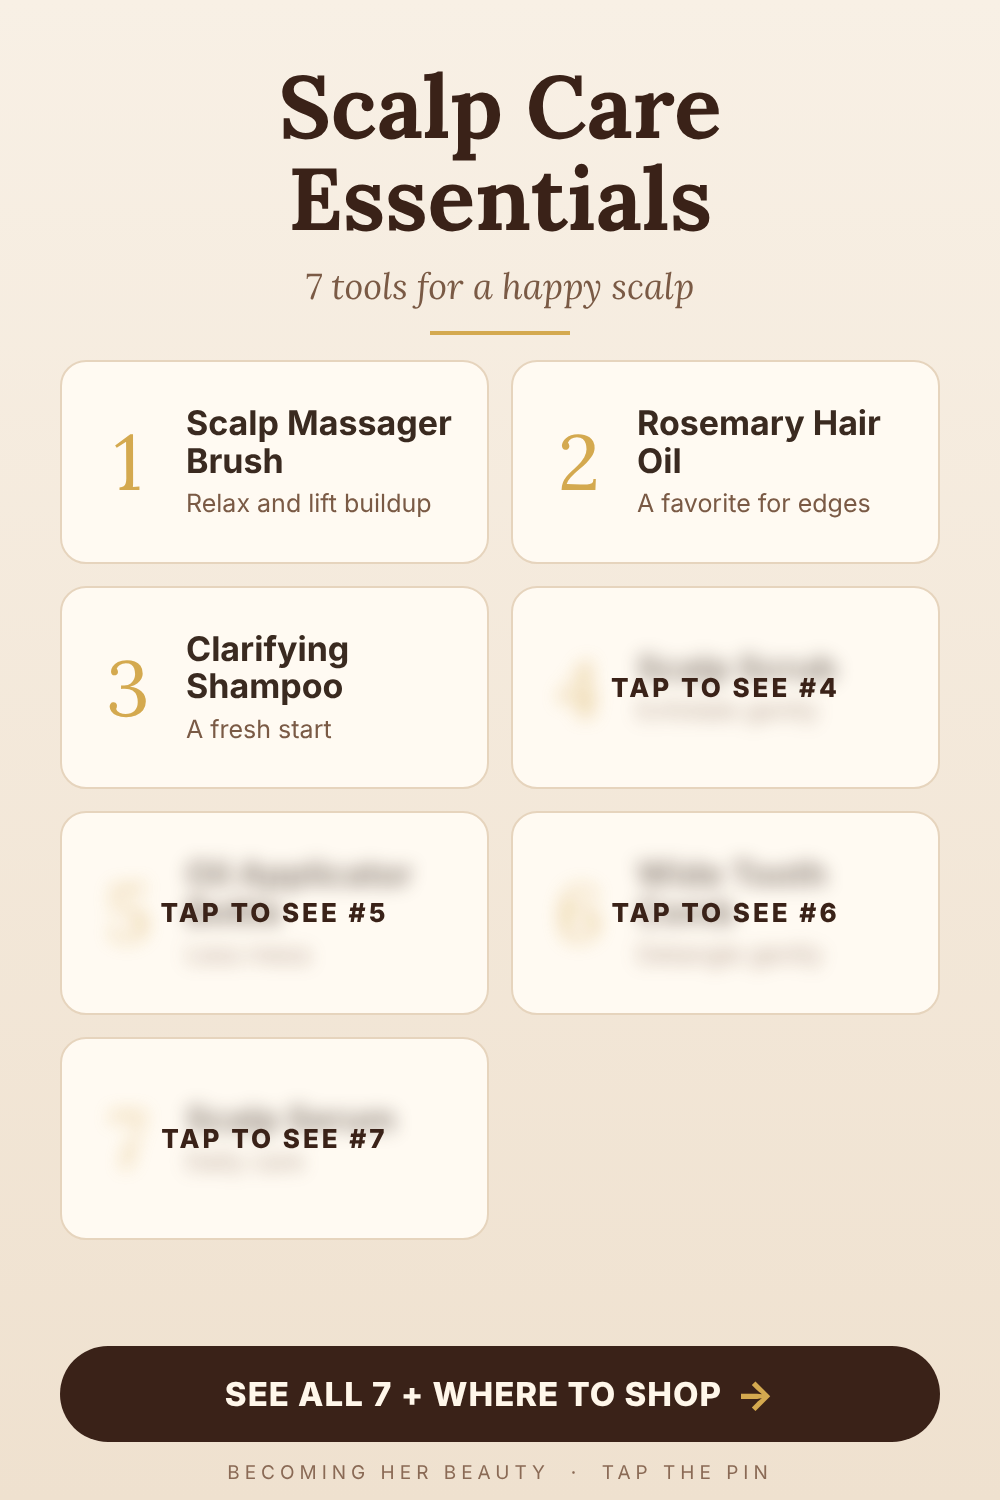 Scalp Care
Essentials
7 tools for a happy scalp
1
Scalp Massager
Brush
Relax and lift buildup
2
Rosemary Hair
Oil
A favorite for edges
3
Clarifying
Shampoo
A fresh start
TAP TO SEE #4
TAP TO SEE #5
TAP TO SEE #6
TAP TO SEE #7
SEE ALL 7 + WHERE TO SHOP →
BECOMING HER BEAUTY · TAP THE PIN